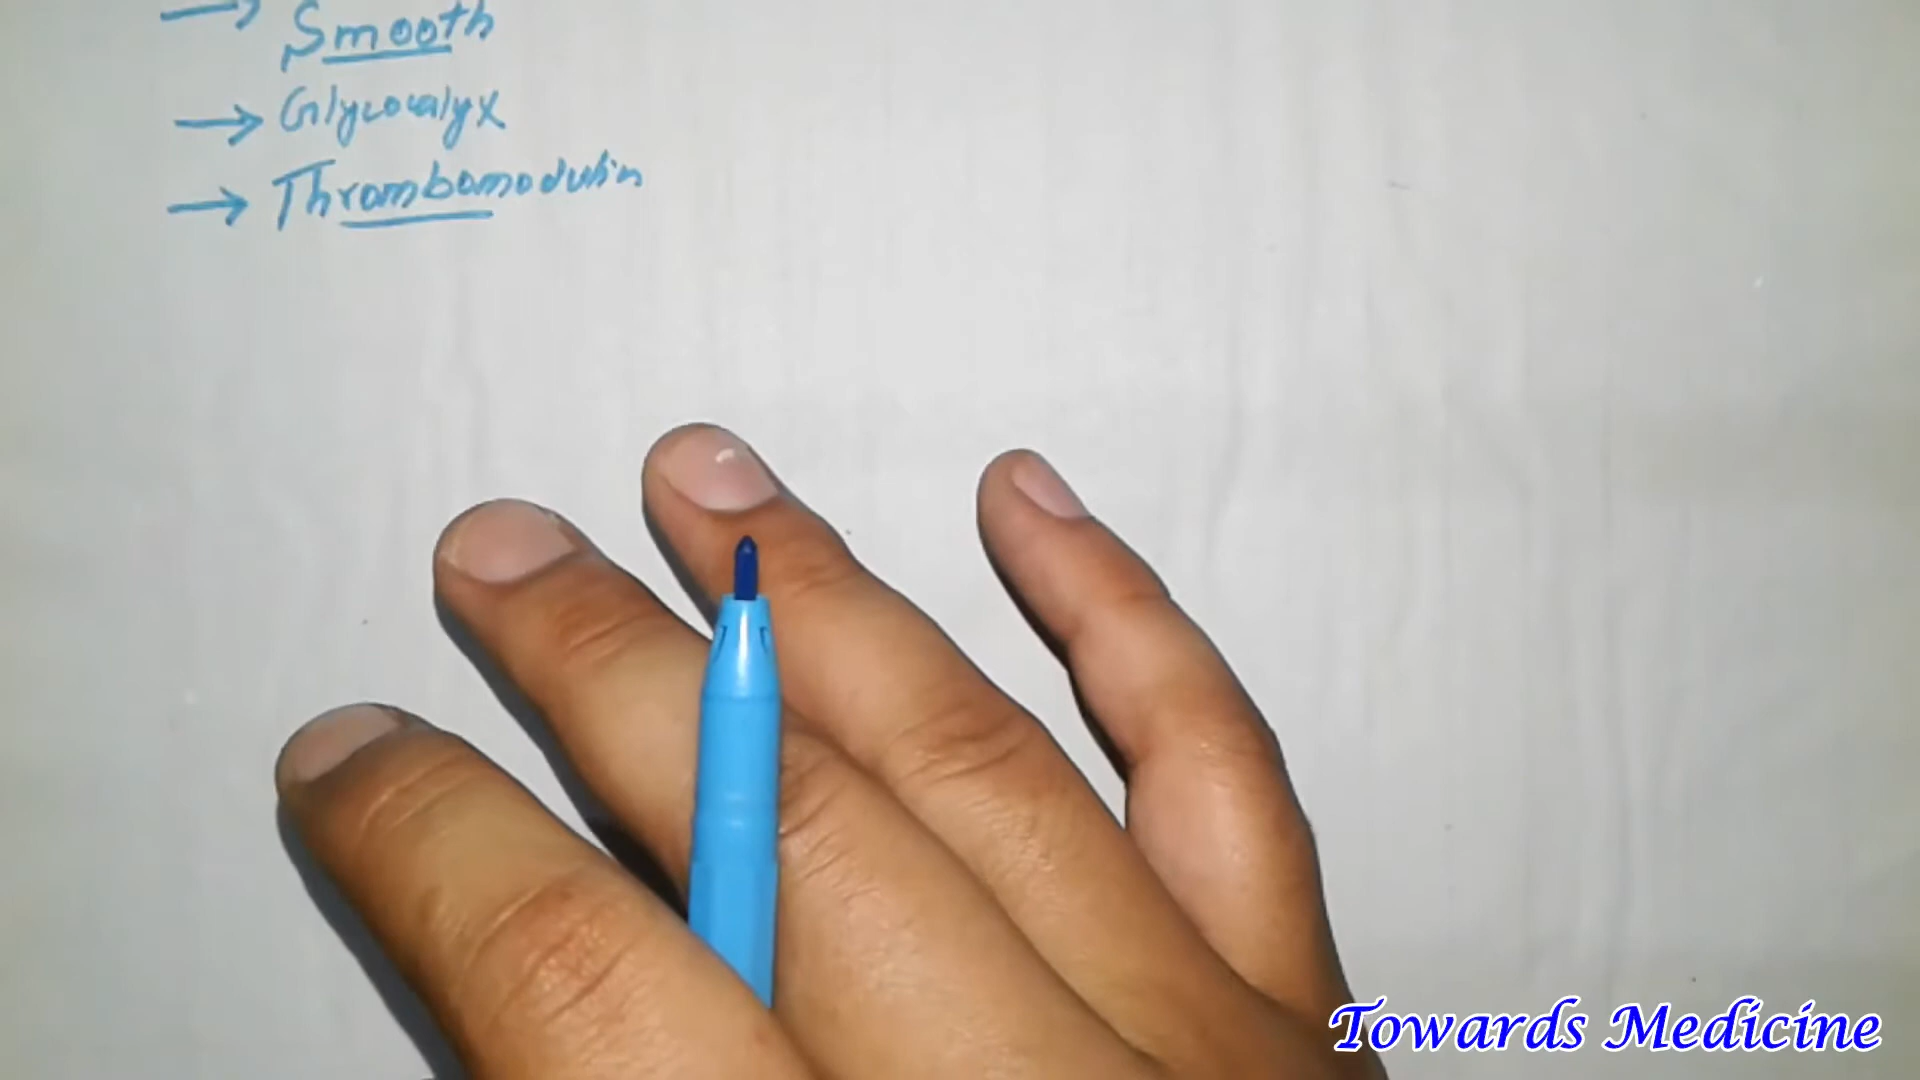 → Smooth
→ Glycocalyx
→ Thrombomodulin
Towards Medicine